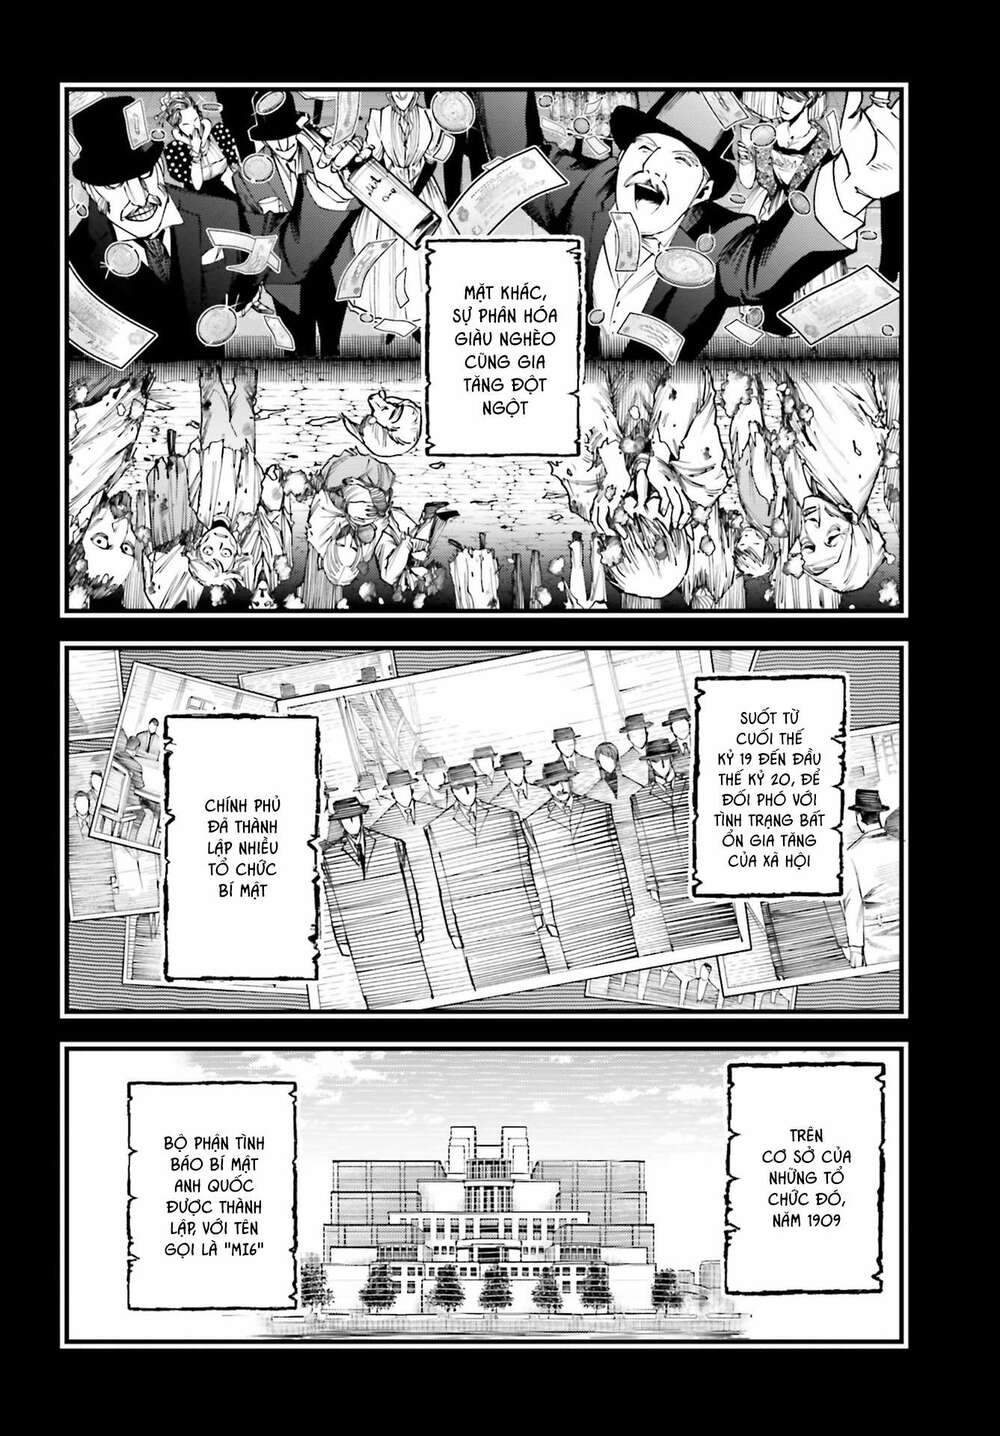 MẶT KHÁC,
SỰ PHÂN HÓA
GIÀU NGHÈO
CŨNG GIA
TĂNG ĐỘT
NGỘT
SUỐT TỪ
CUỐI THẾ
KỶ 19 ĐẾN ĐẦU
THẾ KỶ 20, ĐỂ
ĐỐI PHÓ VỚI
TÌNH TRẠNG BẤT
ỔN GIA TĂNG
CỦA XÃ HỘI
CHÍNH PHỦ
ĐÃ THÀNH
LẬP NHIỀU
TỔ CHỨC
BÍ MẬT
TRÊN
CƠ SỞ CỦA
NHỮNG TỔ
CHỨC ĐÓ,
NĂM 1909
BỘ PHẬN TÌNH
BÁO BÍ MẬT
ANH QUỐC
ĐƯỢC THÀNH
LẬP, VỚI TÊN
GỌI LÀ "MI6"